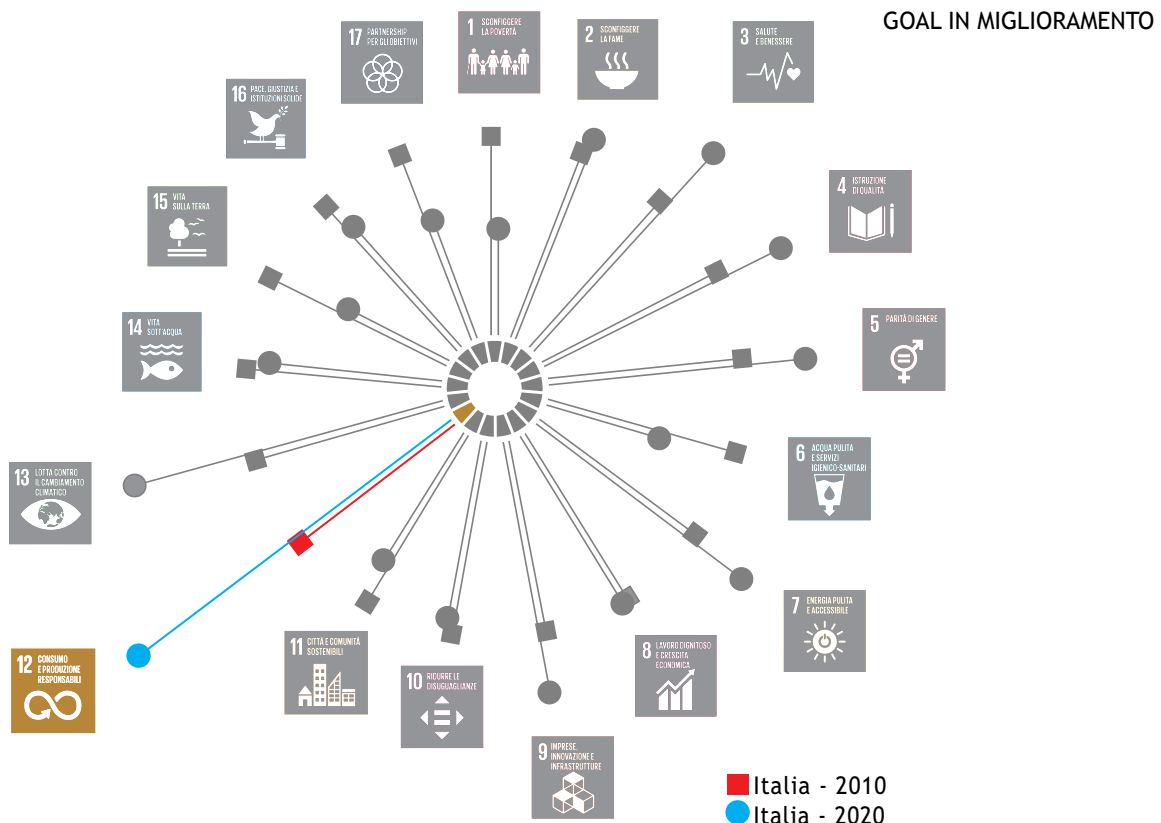 GOAL IN MIGLIORAMENTO
1 SCONFIGGERE
LA POVERTÀ
2 SCONFIGGERE
LA FAME
3 SALUTE
E BENESSERE
4 ISTRUZIONE
DI QUALITÀ
5 PARITÀ DI GENERE
6 ACQUA PULITA
E SERVIZI
IGIENICO-SANITARI
7 ENERGIA PULITA
E ACCESSIBILE
8 LAVORO DIGNITOSO
E CRESCITA
ECONOMICA
9 IMPRESE,
INNOVAZIONE E
INFRASTRUTTURE
10 RIDURRE LE
DISUGUAGLIANZE
11 CITTÀ E COMUNITÀ
SOSTENIBILI
12 CONSUMO
E PRODUZIONE
RESPONSABILI
13 LOTTA CONTRO
IL CAMBIAMENTO
CLIMATICO
14 VITA
SOTT'ACQUA
15 VITA
SULLA TERRA
16 PACE, GIUSTIZIA E
ISTITUZIONI SOLIDE
17 PARTNERSHIP
PER GLI OBIETTIVI
Italia - 2010
Italia - 2020